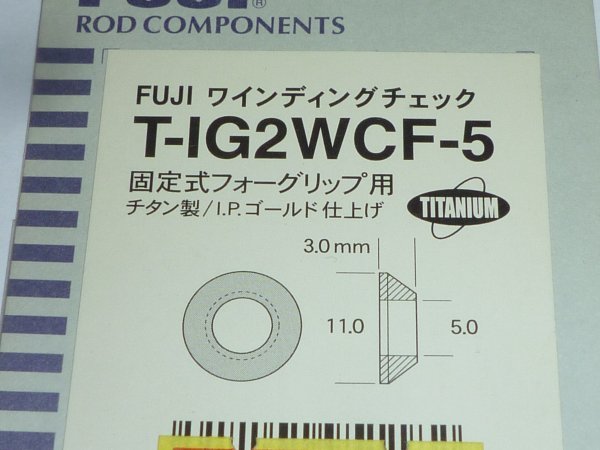 FUJI®
ROD COMPONENTS
FUJI ワインディングチェック
T-IG2WCF-5
固定式フォーグリップ用
チタン製/I.P.ゴールド仕上げ
TITANIUM
3.0mm
11.0
5.0